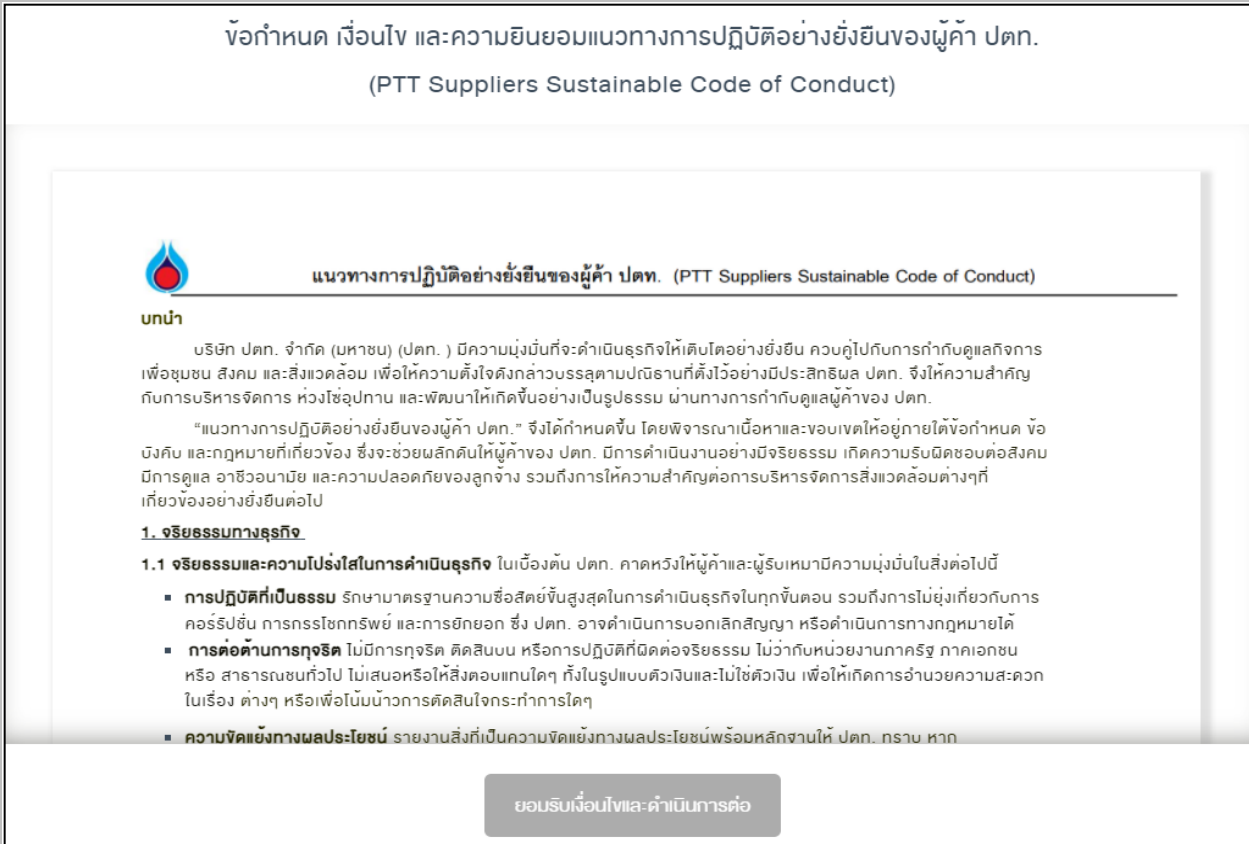 ข้อกำหนด เงื่อนไข และความยินยอมแนวทางการปฏิบัติอย่างยั่งยืนของผู้ค้า ปตท.
(PTT Suppliers Sustainable Code of Conduct)
แนวทางการปฏิบัติอย่างยั่งยืนของผู้ค้า ปตท. (PTT Suppliers Sustainable Code of Conduct)
บทนำ
บริษัท ปตท. จำกัด (มหาชน) (ปตท. ) มีความมุ่งมั่นที่จะดำเนินธุรกิจให้เติบโตอย่างยั่งยืน ควบคู่ไปกับการกำกับดูแลกิจการ
เพื่อชุมชน สังคม และสิ่งแวดล้อม เพื่อให้ความตั้งใจดังกล่าวบรรลุตามปณิธานที่ตั้งไว้อย่างมีประสิทธิผล ปตท. จึงให้ความสำคัญ
กับการบริหารจัดการ ห่วงโซ่อุปทาน และพัฒนาให้เกิดขึ้นอย่างเป็นรูปธรรม ผ่านทางการกำกับดูแลผู้ค้าของ ปตท.
“แนวทางการปฏิบัติอย่างยั่งยืนของผู้ค้า ปตท.” จึงได้กำหนดขึ้น โดยพิจารณาเนื้อหาและขอบเขตให้อยู่ภายใต้ข้อกำหนด ข้อ
บังคับ และกฎหมายที่เกี่ยวข้อง ซึ่งจะช่วยผลักดันให้ผู้ค้าของ ปตท. มีการดำเนินงานอย่างมีจริยธรรม เกิดความรับผิดชอบต่อสังคม
มีการดูแล อาชีวอนามัย และความปลอดภัยของลูกจ้าง รวมถึงการให้ความสำคัญต่อการบริหารจัดการสิ่งแวดล้อมต่างๆที่
เกี่ยวข้องอย่างยั่งยืนต่อไป
1. จริยธรรมทางธุรกิจ
1.1 จริยธรรมและความโปร่งใสในการดำเนินธุรกิจ ในเบื้องต้น ปตท. คาดหวังให้ผู้ค้าและผู้รับเหมามีความมุ่งมั่นในสิ่งต่อไปนี้
▪ การปฏิบัติที่เป็นธรรม รักษามาตรฐานความซื่อสัตย์ขั้นสูงสุดในการดำเนินธุรกิจในทุกขั้นตอน รวมถึงการไม่ยุ่งเกี่ยวกับการ
คอร์รัปชั่น การกรรโชกทรัพย์ และการยักยอก ซึ่ง ปตท. อาจดำเนินการบอกเลิกสัญญา หรือดำเนินการทางกฎหมายได้
▪ การต่อต้านการทุจริต ไม่มีการทุจริต ติดสินบน หรือการปฏิบัติที่ผิดต่อจริยธรรม ไม่ว่ากับหน่วยงานภาครัฐ ภาคเอกชน
หรือ สาธารณชนทั่วไป ไม่เสนอหรือให้สิ่งตอบแทนใดๆ ทั้งในรูปแบบตัวเงินและไม่ใช่ตัวเงิน เพื่อให้เกิดการอำนวยความสะดวก
ในเรื่อง ต่างๆ หรือเพื่อโน้มน้าวการตัดสินใจกระทำการใดๆ
▪ ความขัดแย้งทางผลประโยชน์ รายงานสิ่งที่เป็นความขัดแย้งทางผลประโยชน์พร้อมหลักฐานให้ ปตท. ทราบ หาก
ยอมรับเงื่อนไขและดำเนินการต่อ